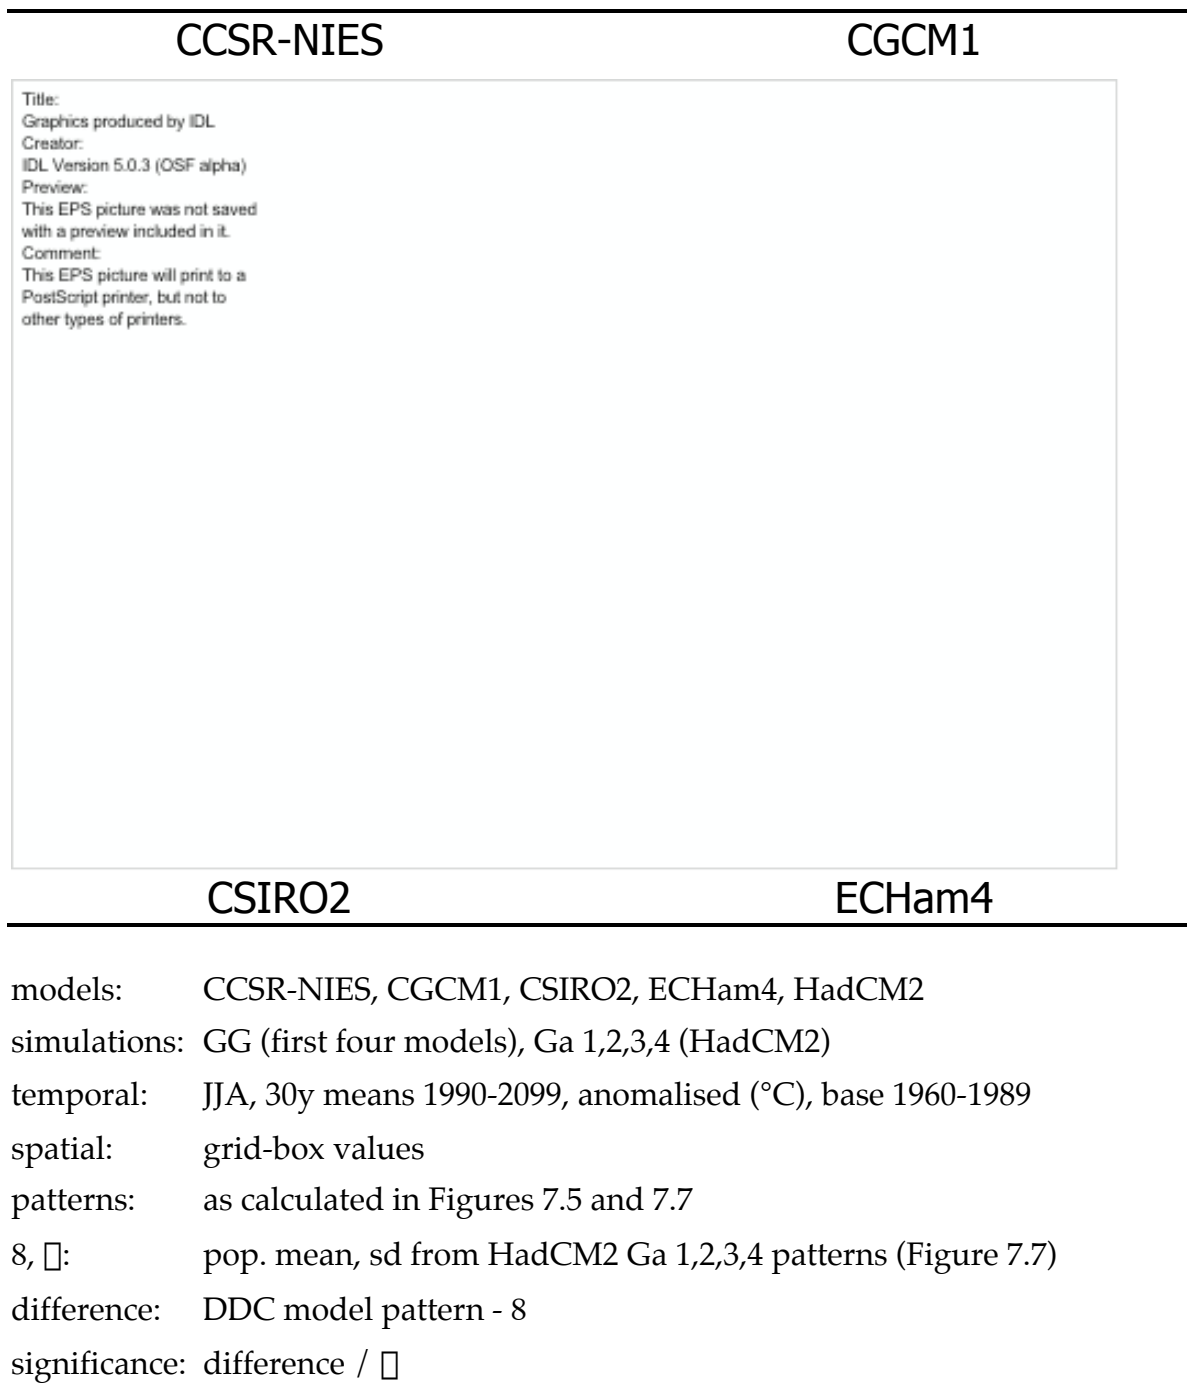 CCSR-NIES CGCM1
Title:
Graphics produced by IDL
Creator:
IDL Version 5.0.3 (OSF alpha)
Preview:
This EPS picture was not saved
with a preview included in it.
Comment:
This EPS picture will print to a
PostScript printer, but not to
other types of printers.
CSIRO2 ECHam4
models: CCSR-NIES, CGCM1, CSIRO2, ECHam4, HadCM2
simulations: GG (first four models), Ga 1,2,3,4 (HadCM2)
temporal: JJA, 30y means 1990-2099, anomalised (°C), base 1960-1989
spatial: grid-box values
patterns: as calculated in Figures 7.5 and 7.7
8, []: pop. mean, sd from HadCM2 Ga 1,2,3,4 patterns (Figure 7.7)
difference: DDC model pattern - 8
significance: difference / []